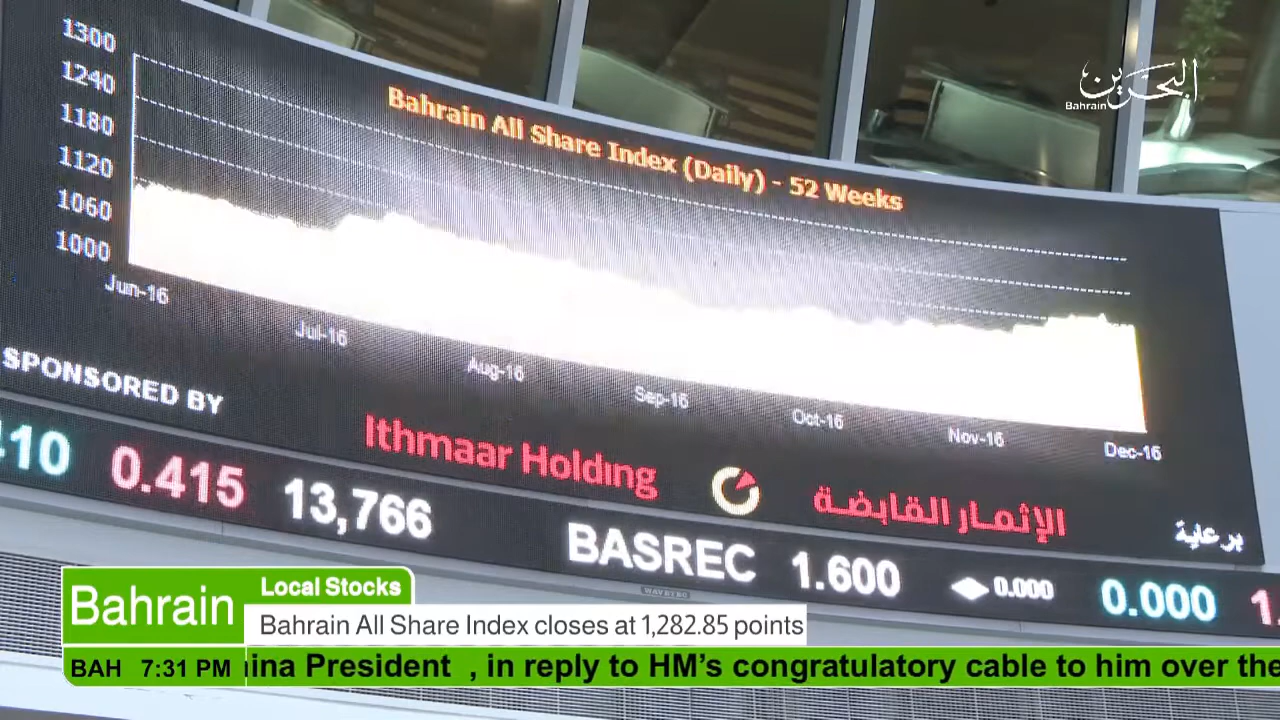 1300
1240
1180
1120
1060
1000
Bahrain All Share Index (Daily) - 52 Weeks
البحرين
Bahrain
Jun-16
Jul-16
Aug-16
Sep-16
Oct-16
Nov-16
Dec-16
SPONSORED BY
Ithmaar Holding
الإثمار القابضة
برعاية
10 0.415 13,766 BASREC 1.600 0.000 0.000 1.
WAVETEC
Bahrain
Local Stocks
Bahrain All Share Index closes at 1,282.85 points
BAH 7:31 PM ina President , in reply to HM's congratulatory cable to him over the